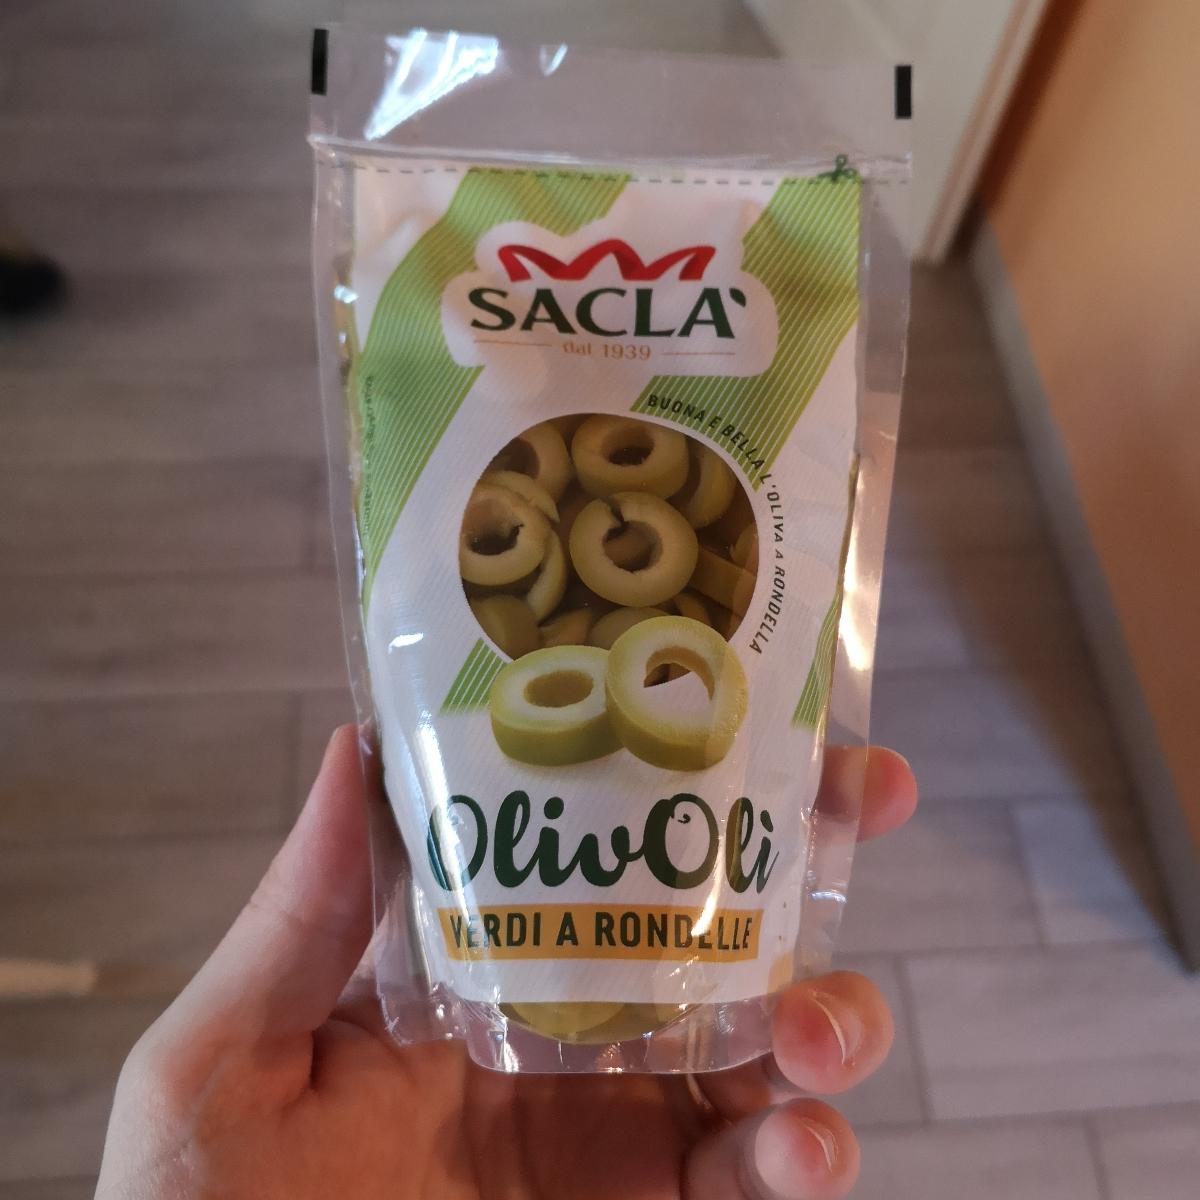 SACLA`
dal 1939
BUONA E BELLA L'OLIVA A RONDELLA
OlivOlì
VERDI A RONDELLE